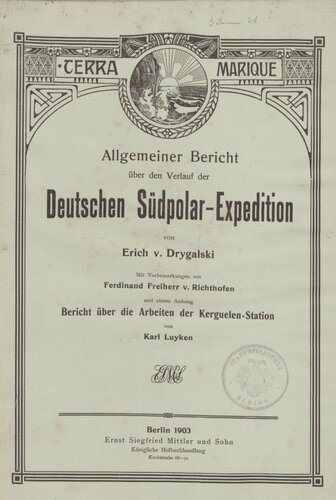 TERRA MARIQUE
Allgemeiner Bericht
über den Verlauf der
Deutschen Südpolar-Expedition
von
Erich v. Drygalski
Mit Vorbemerkungen von
Ferdinand Freiherr v. Richthofen
und einem Anhang
Bericht über die Arbeiten der Kerguelen-Station
von
Karl Luyken
STADTBIBLIOTHEK
ELBING
Berlin 1903
Ernst Siegfried Mittler und Sohn
Königliche Hofbuchhandlung
Kochstraße 68—71